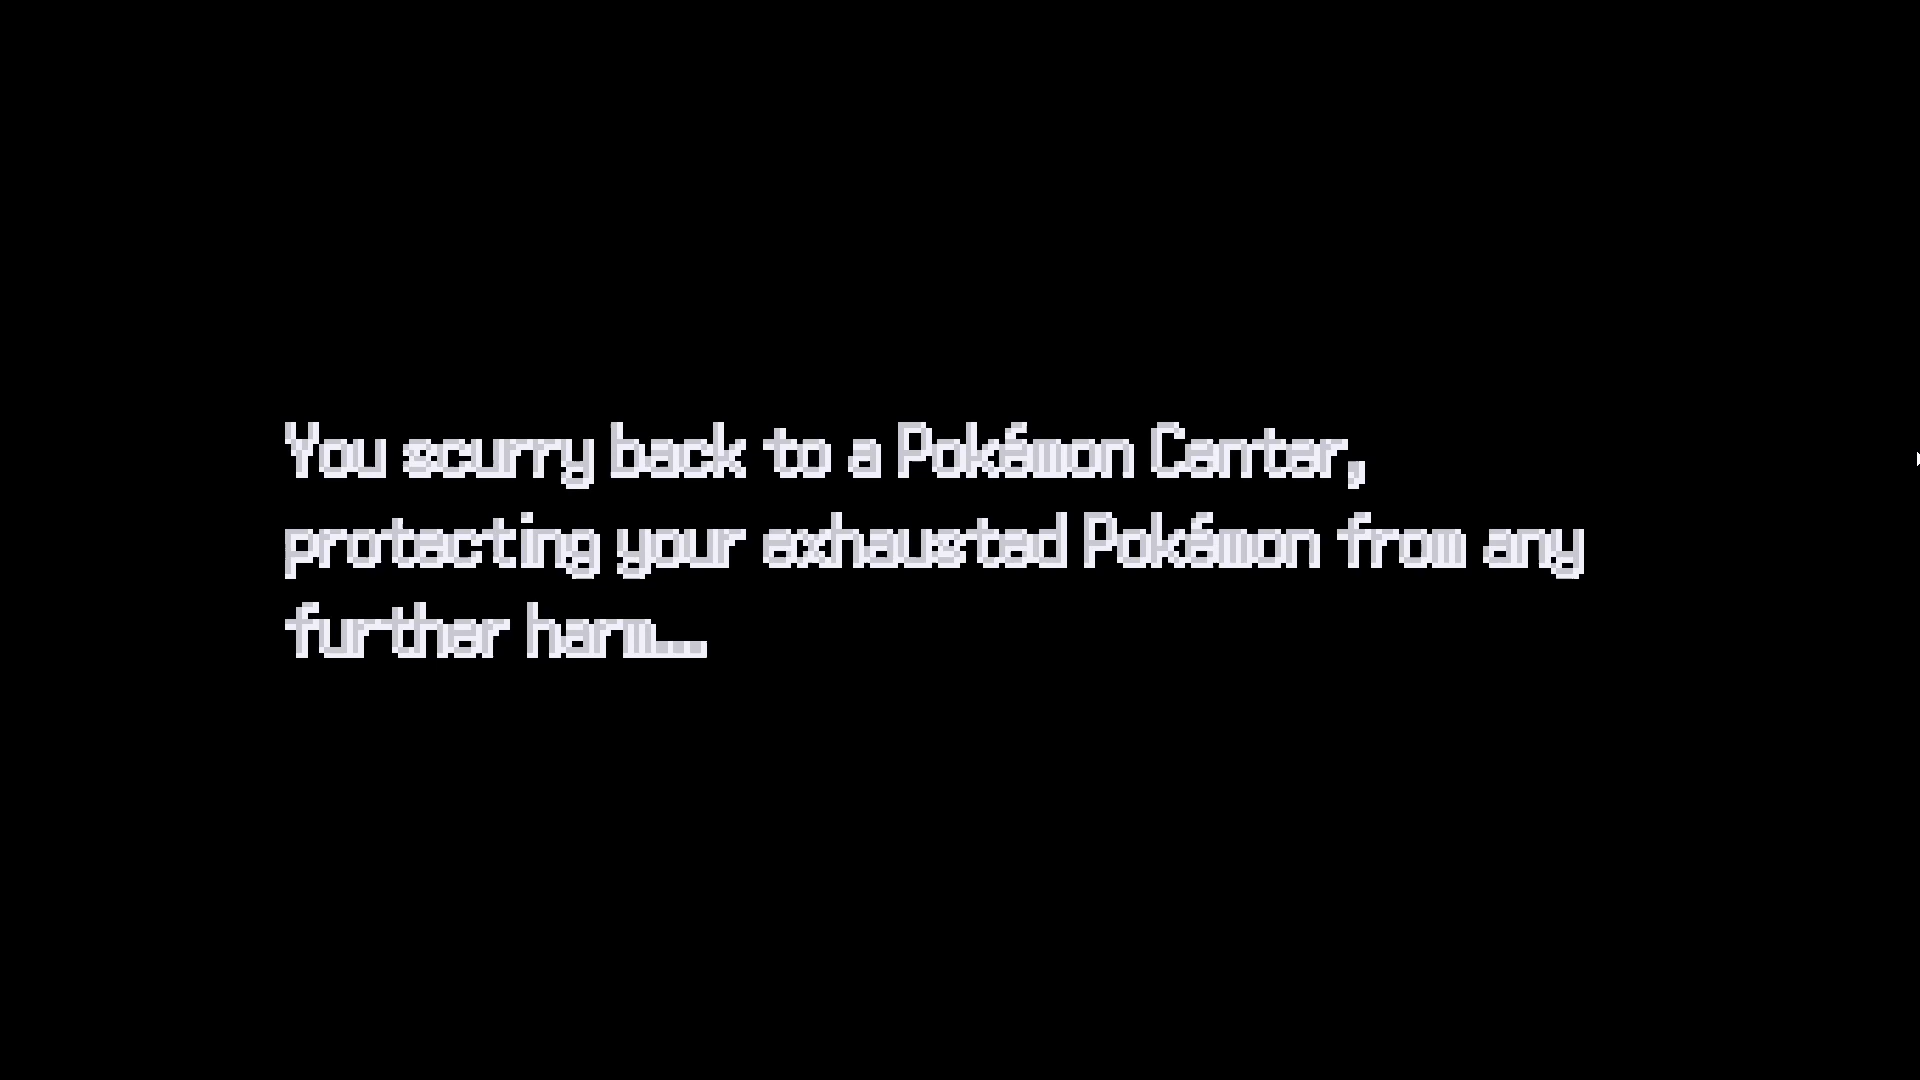 You scurry back to a Pokémon Center,
protecting your exhausted Pokémon from any
further harm...